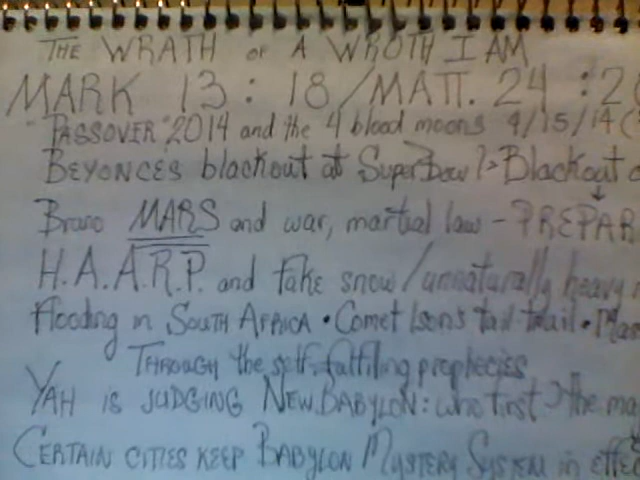 THE WRATH OF A WROTH I AM
MARK 13 : 18/MATT. 24 : 2
"PASSOVER" 2014 and the 4 blood moons 4/15/14 (
BEYONCES blackout at SuperBowl > Blackout
Bruno MARS and war, martial law - PREPAR
H.A.A.R.P. and fake snow/unnaturally heavy
flooding in SOUTH AFRICA • Comet Ison's tail trail •
THROUGH the self-fulfilling prophecies
YAH is JUDGING NEW BABYLON: who first > the
CERTAIN CITIES KEEP BABYLON MYSTERY SYSTEM in